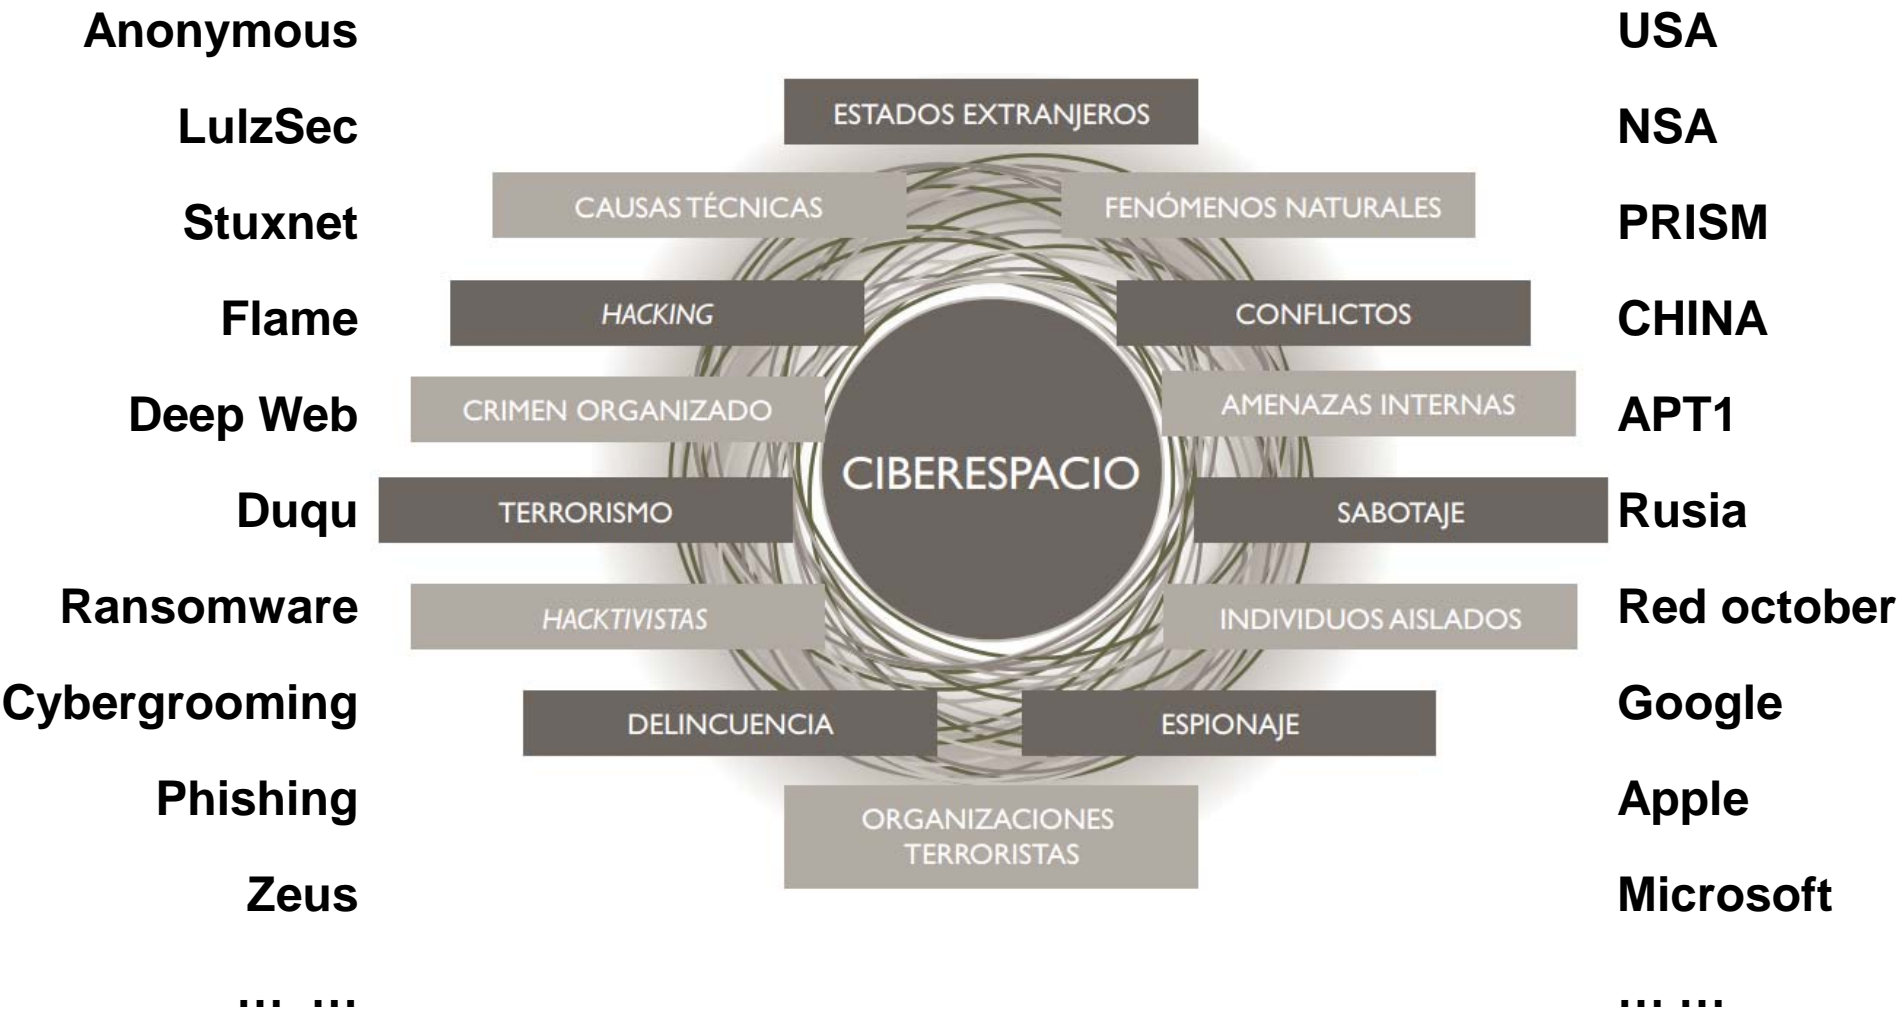 Anonymous
LulzSec
Stuxnet
Flame
Deep Web
Duqu
Ransomware
Cybergrooming
Phishing
Zeus
... ...
ESTADOS EXTRANJEROS
CAUSAS TÉCNICAS
FENÓMENOS NATURALES
HACKING
CONFLICTOS
CRIMEN ORGANIZADO
AMENAZAS INTERNAS
CIBERESPACIO
TERRORISMO
SABOTAJE
HACKTIVISTAS
INDIVIDUOS AISLADOS
DELINCUENCIA
ESPIONAJE
ORGANIZACIONES
TERRORISTAS
USA
NSA
PRISM
CHINA
APT1
Rusia
Red october
Google
Apple
Microsoft
... ...